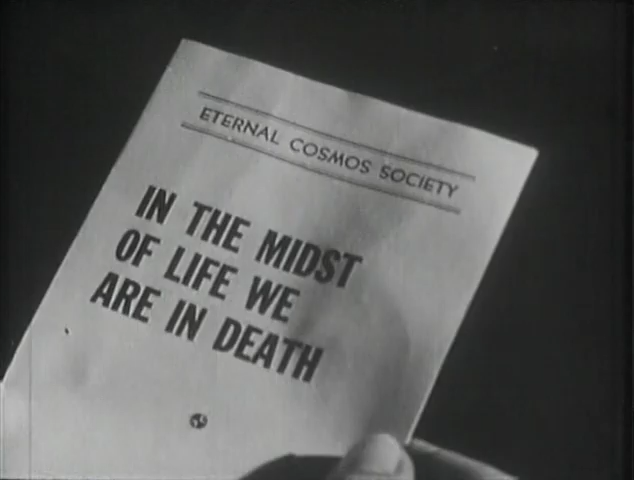 ETERNAL COSMOS SOCIETY
IN THE MIDST
OF LIFE WE
ARE IN DEATH